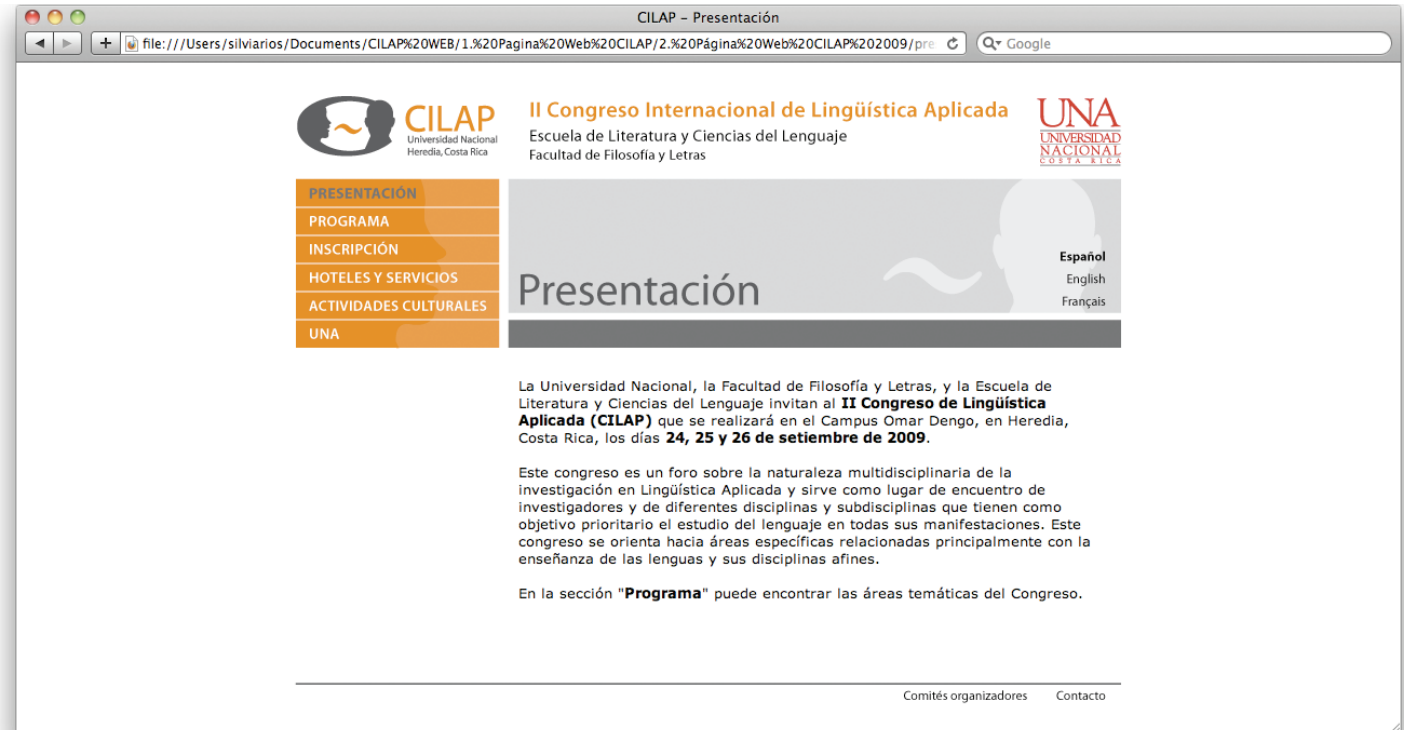 CILAP – Presentación
file:///Users/silviarios/Documents/CILAP%20WEB/1.%20Pagina%20Web%20CILAP/2.%20Página%20Web%20CILAP%202009/pre
Google
CILAP
Universidad Nacional
Heredia, Costa Rica
II Congreso Internacional de Lingüística Aplicada
Escuela de Literatura y Ciencias del Lenguaje
Facultad de Filosofía y Letras
UNA
UNIVERSIDAD
NACIONAL
COSTA RICA
PRESENTACIÓN
PROGRAMA
INSCRIPCIÓN
HOTELES Y SERVICIOS
ACTIVIDADES CULTURALES
UNA
Presentación
Español
English
Français
La Universidad Nacional, la Facultad de Filosofía y Letras, y la Escuela de
Literatura y Ciencias del Lenguaje invitan al II Congreso de Lingüística
Aplicada (CILAP) que se realizará en el Campus Omar Dengo, en Heredia,
Costa Rica, los días 24, 25 y 26 de setiembre de 2009.
Este congreso es un foro sobre la naturaleza multidisciplinaria de la
investigación en Lingüística Aplicada y sirve como lugar de encuentro de
investigadores y de diferentes disciplinas y subdisciplinas que tienen como
objetivo prioritario el estudio del lenguaje en todas sus manifestaciones. Este
congreso se orienta hacia áreas específicas relacionadas principalmente con la
enseñanza de las lenguas y sus disciplinas afines.
En la sección "Programa" puede encontrar las áreas temáticas del Congreso.
Comités organizadores
Contacto